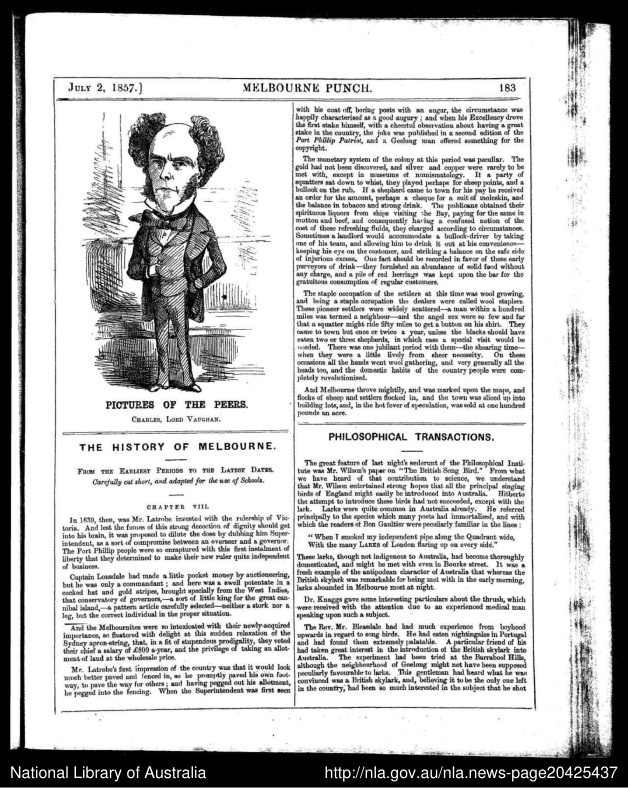 JULY 2, 1857.] MELBOURNE PUNCH. 183
PICTURES OF THE PEERS.
CHARLES, LORD VAUGHAN.
THE HISTORY OF MELBOURNE.
FROM THE EARLIEST PERIODS TO THE LATEST DATES.
Carefully cut short, and adapted for the use of Schools.
CHAPTER VIII.
In 1839, then, was Mr. Latrobe invested with the rulership of Vic-
toria. And lest the fumes of this strong decoction of dignity should get
into his brain, it was proposed to dilute the dose by dubbing him Super-
intendent, as a sort of compromise between an overseer and a governor.
The Port Phillip People were so enraptured with this first instalment of
liberty that they determined to make their new ruler quite independent
of business.
Captain Lonsdale had made a little pocket money by auctioneering,
but he was only a commandant; and here was a swell potentate in a
cocked hat and gold stripes, brought specially from the West Indies,
that conservatory of governors,—a sort of little king for the great can-
nibal island,—a pattern article carefully selected—neither a stork nor a
log, but the correct individual in the proper situation.
And the Melbournites were so intoxicated with their newly-acquired
importance, so flustered with delight at this sudden relaxation of the
Sydney apron-string, that, in a fit of stupendous prodigality, they voted
their chief a salary of £800 a-year, and the privilege of taking an allot-
ment of land at the wholesale price.
Mr. Latrobe's first impression of the country was that it would look
much better paved and fenced in, so he promptly paved his own foot-
way, to pave the way for others; and having pegged out his allotment,
he pegged into the fencing. When the Superintendent was first seen
with his coat off, boring posts with an augar, the circumstance was
happily characterised as a good augury; and when his Excellency drove
the first stake himself, with a cheerful observation about having a great
stake in the country, the joke was published in a second edition of the
Port Phillip Patriot, and a Geelong man offered something for the
copyright.
The monetary system of the colony at this period was peculiar. The
gold had not been discovered, and silver and copper were rarely to be
met with, except in museums of numismatology. If a party of
squatters sat down to whist, they played perhaps for sheep points, and a
bullock on the rub. If a shepherd came to town for his pay he received
an order for the amount, perhaps a cheque for a suit of moleskin, and
the balance in tobacco and strong drink. The publicans obtained their
spirituous liquors from ships visiting the Bay, paying for the same in
mutton and beef, and consequently having a confused notion of the
cost of these refreshing fluids, they charged according to circumstances.
Sometimes a landlord would accommodate a bullock-driver by taking
one of his team, and allowing him to drink it out at his convenience—
keeping his eye on the customer, and striking a balance on the safe side
of injurious excess. One fact should be recorded in favor of these early
purveyors of drink—they furnished an abundance of solid food without
any charge, and a pile of red herrings was kept upon the bar for the
gratuitous consumption of regular customers.
The staple occupation of the settlers at this time was wool growing,
and being a staple occupation the dealers were called wool staplers.
These pioneer settlers were widely scattered—a man within a hundred
miles was termed a neighbour—and the angel sex were so few and far
that a squatter might ride fifty miles to get a button on his shirt. They
came to town but once or twice a year, unless the blacks should have
eaten two or three shepherds, in which case a special visit would be
needed. There was one jubilant period with them—the shearing time—
when they were a little lively from sheer necessity. On these
occasions all the hands went wool gathering, and very generally all the
heads too, and the domestic habits of the country people were com-
pletely revolutionised.
And Melbourne throve mightily, and was marked upon the maps, and
flocks of sheep and settlers flocked in, and the town was sliced up into
building lots, and, in the hot fever of speculation, was sold at one hundred
pounds an acre.
PHILOSOPHICAL TRANSACTIONS.
The great feature of last night's sederunt of the Philosophical Insti-
tute was Mr. Wilson's paper on "The British Song Bird." From what
we have heard of that contribution to science, we understand
that Mr. Wilson entertained strong hopes that all the principal singing
birds of England might easily be introduced into Australia. Hitherto
the attempt to introduce these birds had not succeeded, except with the
lark. Larks were quite common in Australia already. He referred
principally to the species which many poets had immortalised, and with
which the readers of Bon Gaultier were peculiarly familiar in the lines:
"When I smoked my independent pipe along the Quadrant wide,
With the many LARKS of London flaring up on every side."
These larks, though not indigenous to Australia, had become thoroughly
domesticated, and might be met with even in Bourke street. It was a
fresh example of the antipodean character of Australia that whereas the
British skylark was remarkable for being met with in the early morning,
larks abounded in Melbourne most at night.
Dr. Knaggs gave some interesting particulars about the thrush, which
were received with the attention due to an experienced medical man
speaking upon such a subject.
The Rev. Mr. Bleasdale had had much experience from boyhood
upwards in regard to song birds. He had eaten nightingales in Portugal
and had found them extremely palatable. A particular friend of his
had taken great interest in the introduction of the British skylark into
Australia. The experiment had been tried at the Barrabool Hills,
although the neighbourhood of Geelong might not have been supposed
peculiarly favourable to larks. This gentleman had heard what he was
convinced was a British skylark, and, believing it to be the only one left
in the country, had been so much interested in the subject that he shot
National Library of Australia http://nla.gov.au/nla.news-page20425437